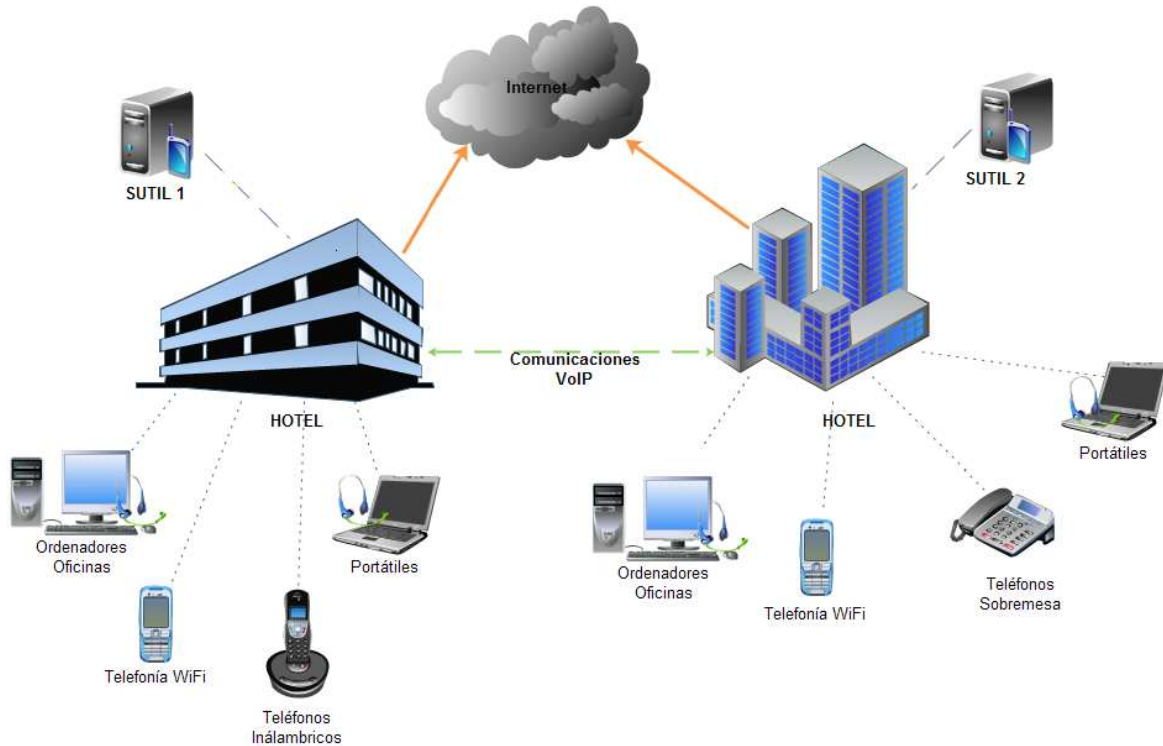 Internet
SUTIL 1
SUTIL 2
Comunicaciones
VoIP
HOTEL
HOTEL
Portátiles
Ordenadores
Oficinas
Portátiles
Ordenadores
Oficinas
Telefonía WiFi
Teléfonos
Sobremesa
Telefonía WiFi
Teléfonos
Inálambricos